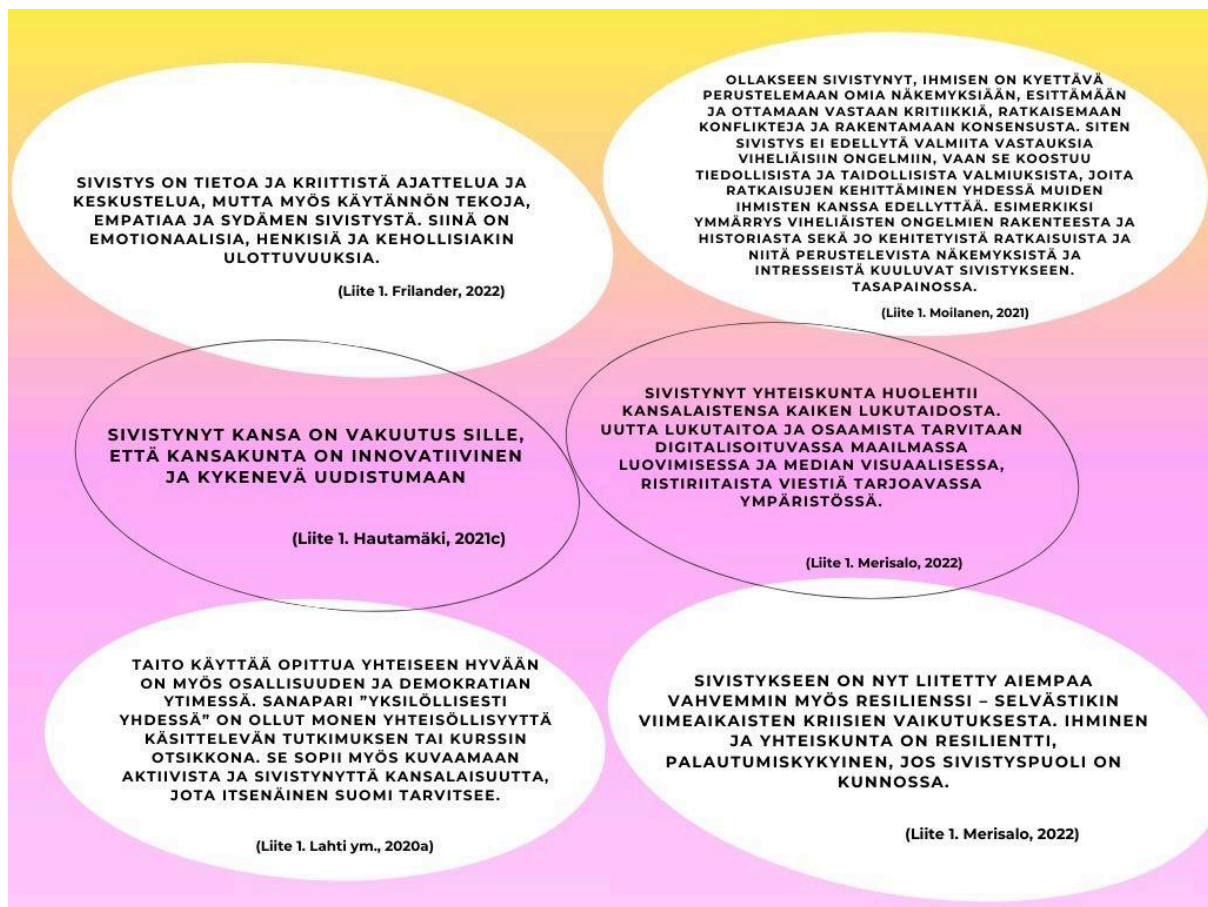 SIVISTYS ON TIETOA JA KRIITTISTÄ AJATTELUA JA
KESKUSTELUA, MUTTA MYÖS KÄYTÄNNÖN TEKOJA,
EMPATIAA JA SYDÄMEN SIVISTYSTÄ. SIINÄ ON
EMOTIONAALISIA, HENKISIÄ JA KEHOLLISIAKIN
ULOTTUVUUKSIA.
(Liite 1. Frilander, 2022)
OLLAKSEEN SIVISTYNYT, IHMISEN ON KYETTÄVÄ
PERUSTELEMAAN OMIA NÄKEMYKSIÄÄN, ESITTÄMÄÄN
JA OTTAMAAN VASTAAN KRITIIKKIÄ, RATKAISEMAAN
KONFLIKTEJA JA RAKENTAMAAN KONSENSUSTA. SITEN
SIVISTYS EI EDELLYTÄ VALMIITA VASTAUKSIA
VIHELIÄISIIN ONGELMIIN, VAAN SE KOOSTUU
TIEDOLLISISTA JA TAIDOLLISISTA VALMIUKSISTA, JOITA
RATKAISUJEN KEHITTÄMINEN YHDESSÄ MUIDEN
IHMISTEN KANSSA EDELLYTTÄÄ. ESIMERKIKSI
YMMÄRRYS VIHELIÄISTEN ONGELMIEN RAKENTEESTA JA
HISTORIASTA SEKÄ JO KEHITETYISTÄ RATKAISUISTA JA
NIITÄ PERUSTELEVISTA NÄKEMYKSISTÄ JA
INTRESSEISTÄ KUULUVAT SIVISTYKSEEN.
TASAPAINOSSA.
(Liite 1. Moilanen, 2021)
SIVISTYNYT KANSA ON VAKUUTUS SILLE,
ETTÄ KANSAKUNTA ON INNOVATIIVINEN
JA KYKENEVÄ UUDISTUMAAN
(Liite 1. Hautamäki, 2021c)
SIVISTYNYT YHTEISKUNTA HUOLEHTII
KANSALAISTENSA KAIKEN LUKUTAIDOSTA.
UUTTA LUKUTAITOA JA OSAAMISTA TARVITAAN
DIGITALISOITUVASSA MAAILMASSA
LUOVIMISESSA JA MEDIAN VISUAALISESSA,
RISTIRIITAISTA VIESTIÄ TARJOAVASSA
YMPÄRISTÖSSÄ.
(Liite 1. Merisalo, 2022)
TAITO KÄYTTÄÄ OPITTUA YHTEISEEN HYVÄÄN
ON MYÖS OSALLISUUDEN JA DEMOKRATIAN
YTIMESSÄ. SANAPARI ”YKSILÖLLISESTI
YHDESSÄ” ON OLLUT MONEN YHTEISÖLLISYYTTÄ
KÄSITTELEVÄN TUTKIMUKSEN TAI KURSSIN
OTSIKKONA. SE SOPII MYÖS KUVAAMAAN
AKTIIVISTA JA SIVISTYNYTTÄ KANSALAISUUTTA,
JOTA ITSENÄINEN SUOMI TARVITSEE.
(Liite 1. Lahti ym., 2020a)
SIVISTYKSEEN ON NYT LIITETTY AIEMPAA
VAHVEMMIN MYÖS RESILIENSSI – SELVÄSTIKIN
VIIMEAIKAISTEN KRIISIEN VAIKUTUKSESTA. IHMINEN
JA YHTEISKUNTA ON RESILIENTTI,
PALAUTUMISKYKYINEN, JOS SIVISTYSPUOLI ON
KUNNOSSA.
(Liite 1. Merisalo, 2022)